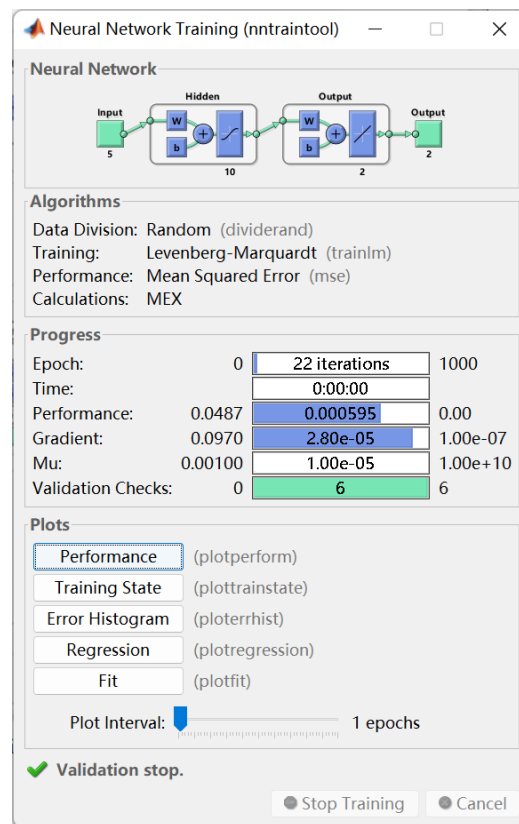 Neural Network Training (nntraintool)
Neural Network
Hidden Output
Input Output
W W
b b
5 10 2 2
Algorithms
Data Division: Random (dividerand)
Training: Levenberg-Marquardt (trainlm)
Performance: Mean Squared Error (mse)
Calculations: MEX
Progress
Epoch: 0 22 iterations 1000
Time: 0:00:00
Performance: 0.0487 0.000595 0.00
Gradient: 0.0970 2.80e-05 1.00e-07
Mu: 0.00100 1.00e-05 1.00e+10
Validation Checks: 0 6 6
Plots
Performance (plotperform)
Training State (plottrainstate)
Error Histogram (ploterrhist)
Regression (plotregression)
Fit (plotfit)
Plot Interval: 1 epochs
Validation stop.
Stop Training Cancel